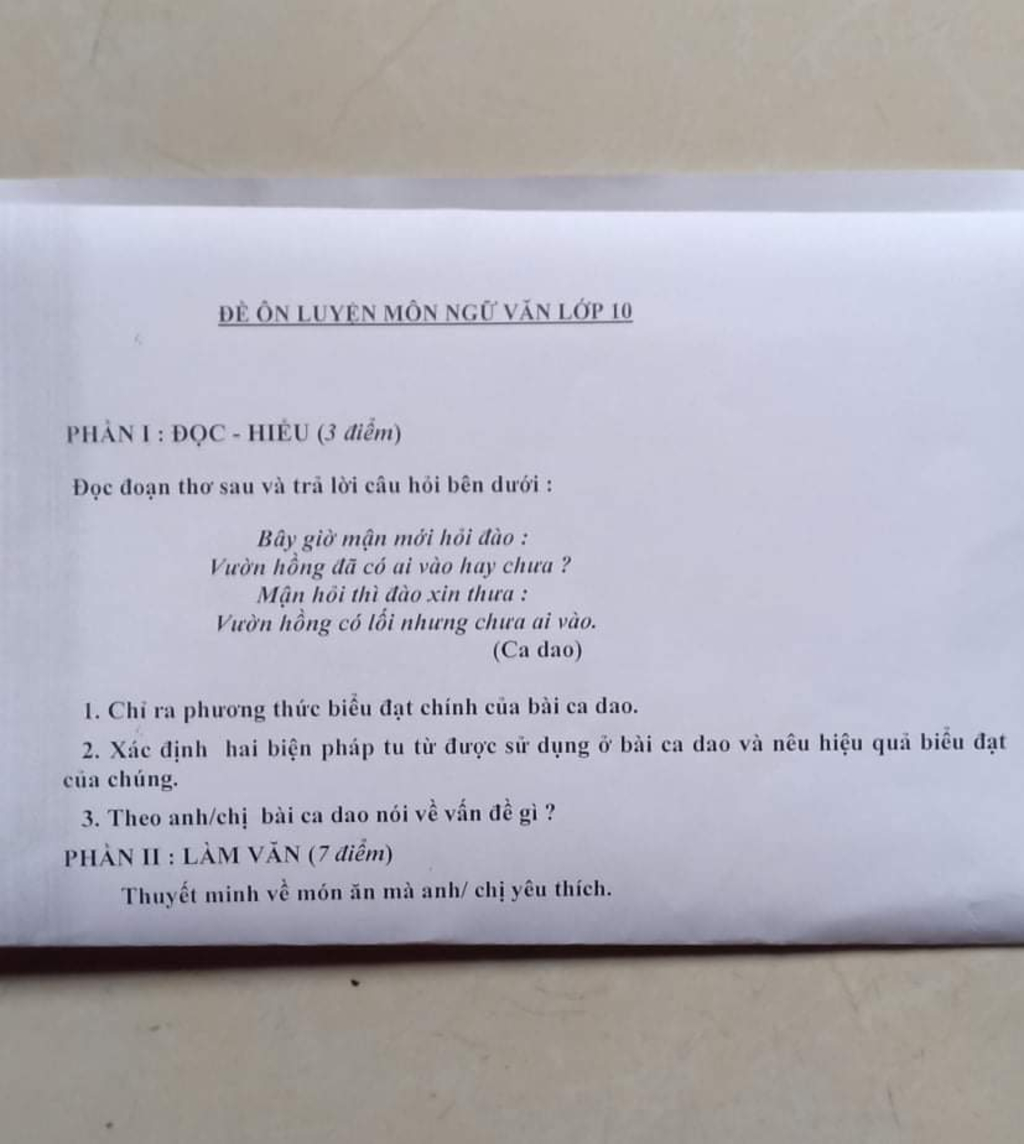 ĐỀ ÔN LUYỆN MÔN NGỮ VĂN LỚP 10
PHẦN I : ĐỌC - HIỂU (3 điểm)
Đọc đoạn thơ sau và trả lời câu hỏi bên dưới :
Bây giờ mận mới hỏi đào :
Vườn hồng đã có ai vào hay chưa ?
Mận hỏi thì đào xin thưa :
Vườn hồng có lối nhưng chưa ai vào.
(Ca dao)
1. Chỉ ra phương thức biểu đạt chính của bài ca dao.
2. Xác định hai biện pháp tu từ được sử dụng ở bài ca dao và nêu hiệu quả biểu đạt
của chúng.
3. Theo anh/chị bài ca dao nói về vấn đề gì ?
PHẦN II : LÀM VĂN (7 điểm)
Thuyết minh về món ăn mà anh/ chị yêu thích.